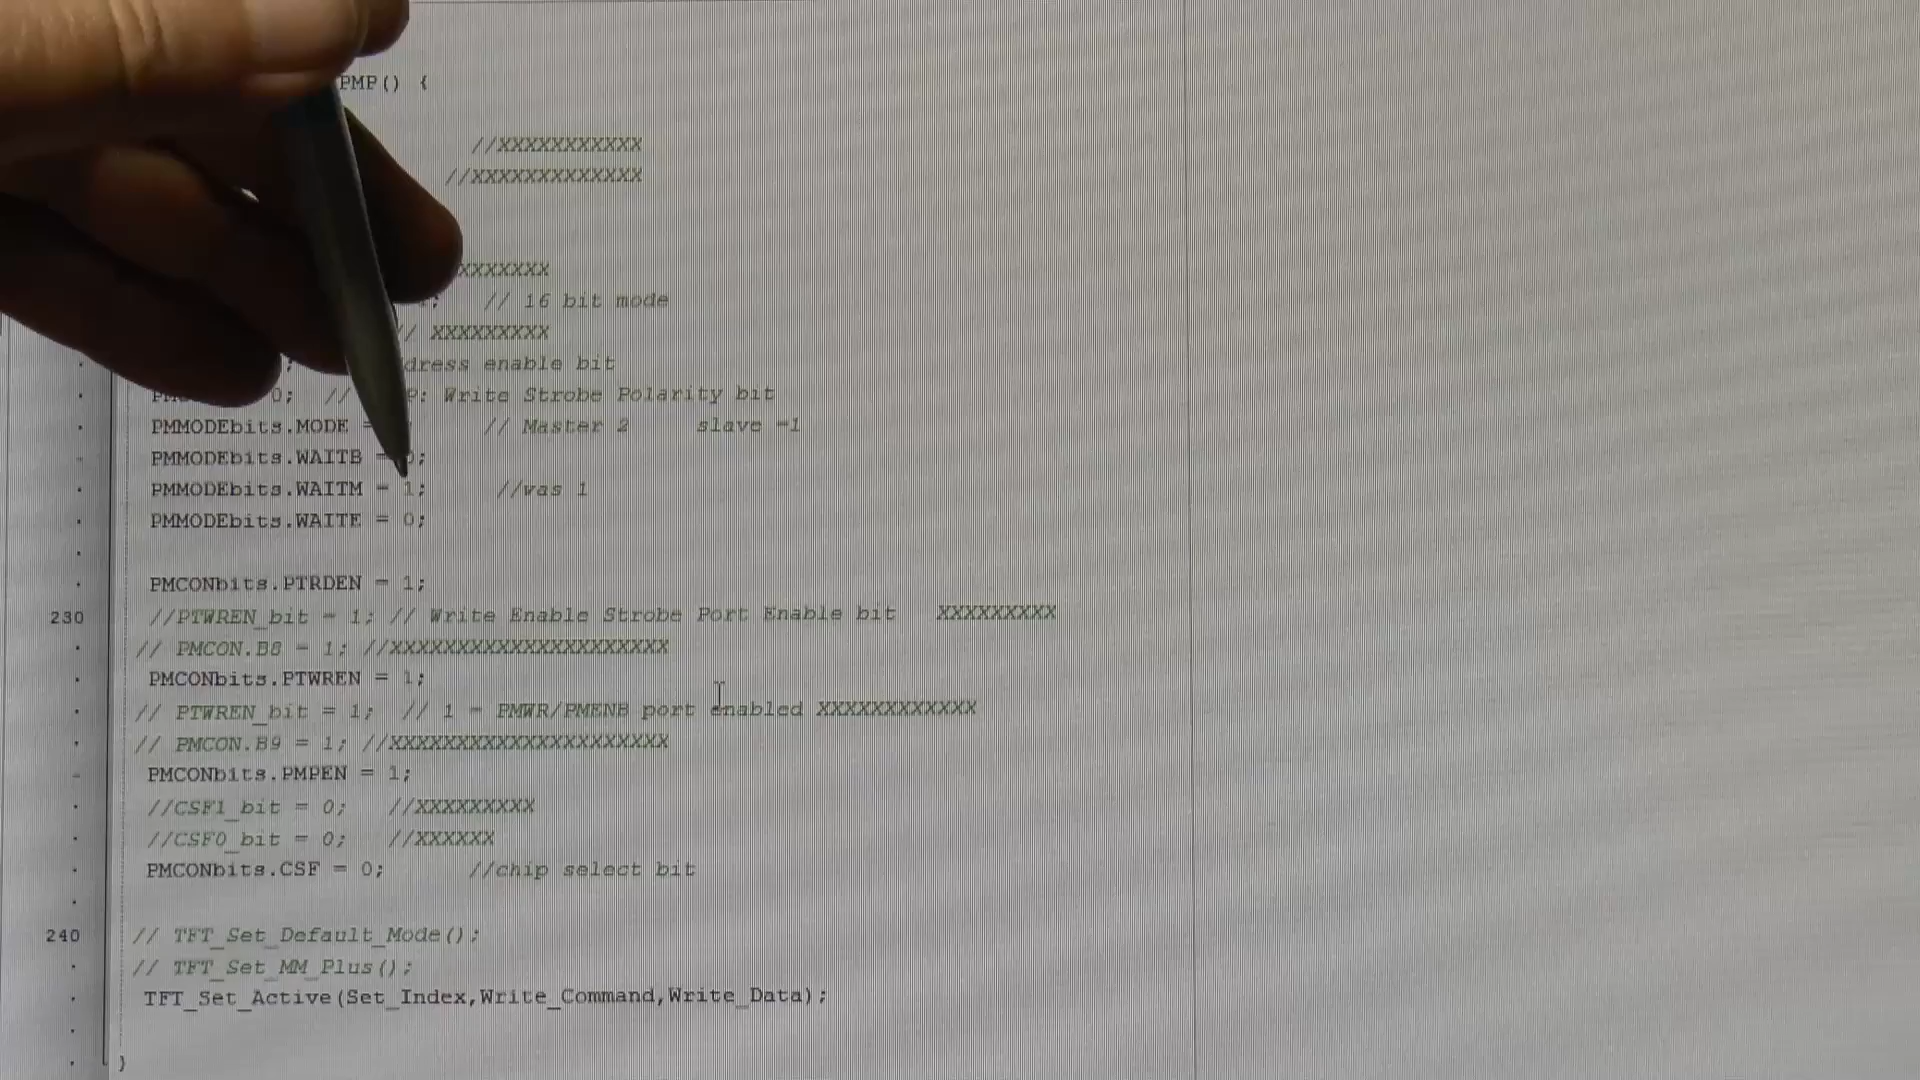 PMP() {
//XXXXXXXXXXX
//XXXXXXXXXXXXX
XXXXXXX
; // 16 bit mode
// XXXXXXXXX
dress enable bit
0; // P: Write Strobe Polarity bit
PMMODEbits.MODE = // Master 2 slave -1
PMMODEbits.WAITB = 0;
PMMODEbits.WAITM = 1; //was 1
PMMODEbits.WAITE = 0;
PMCONbits.PTRDEN = 1;
230 //PTWREN_bit = 1; // Write Enable Strobe Port Enable bit XXXXXXXXX
// PMCON.B8 = 1; //XXXXXXXXXXXXXXXXXXXXX
PMCONbits.PTWREN = 1;
// PTWREN_bit = 1; // 1 = PMWR/PMENB port enabled XXXXXXXXXXXX
// PMCON.B9 = 1; //XXXXXXXXXXXXXXXXXXXXX
PMCONbits.PMPEN = 1;
//CSF1_bit = 0; //XXXXXXXXX
//CSF0_bit = 0; //XXXXXX
PMCONbits.CSF = 0; //chip select bit
240 // TFT_Set_Default_Mode();
// TFT_Set_MM_Plus();
TFT_Set_Active(Set_Index,Write_Command,Write_Data);
}